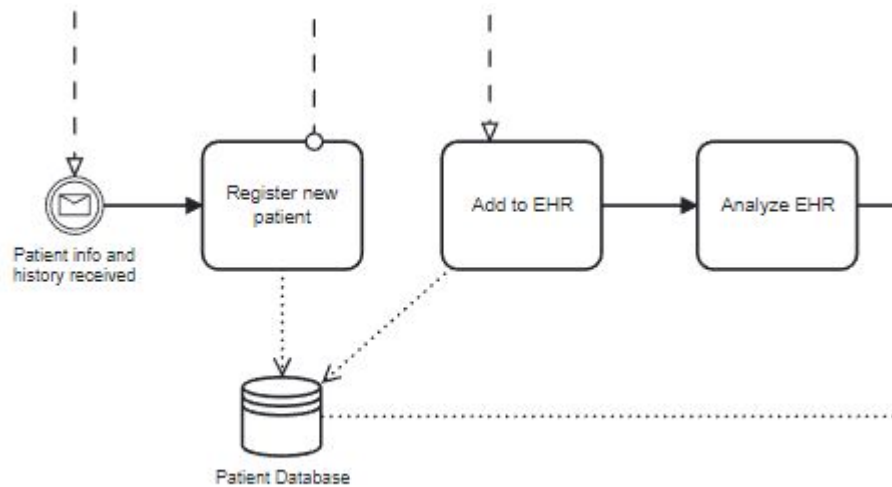 Register new
patient
Add to EHR
Analyze EHR
Patient info and
history received
Patient Database